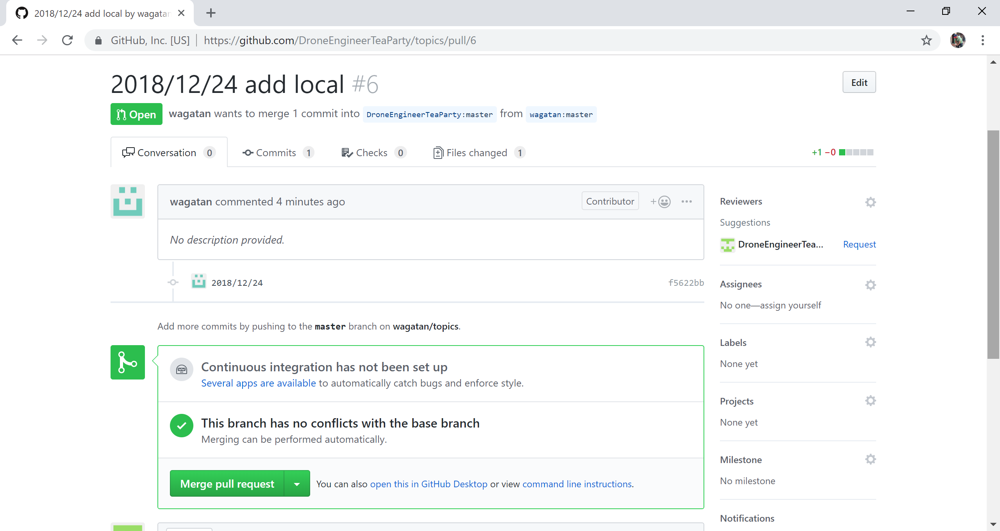 2018/12/24 add local by wagatan
GitHub, Inc. [US] https://github.com/DroneEngineerTeaParty/topics/pull/6
2018/12/24 add local #6
Edit
Open wagatan wants to merge 1 commit into DroneEngineerTeaParty:master from wagatan:master
Conversation 0 Commits 1 Checks 0 Files changed 1 +1 −0
wagatan commented 4 minutes ago Contributor + ...
No description provided.
2018/12/24 f5622bb
Add more commits by pushing to the master branch on wagatan/topics.
Continuous integration has not been set up
Several apps are available to automatically catch bugs and enforce style.
This branch has no conflicts with the base branch
Merging can be performed automatically.
Merge pull request You can also open this in GitHub Desktop or view command line instructions.
Reviewers
Suggestions
DroneEngineerTea... Request
Assignees
No one—assign yourself
Labels
None yet
Projects
None yet
Milestone
No milestone
Notifications